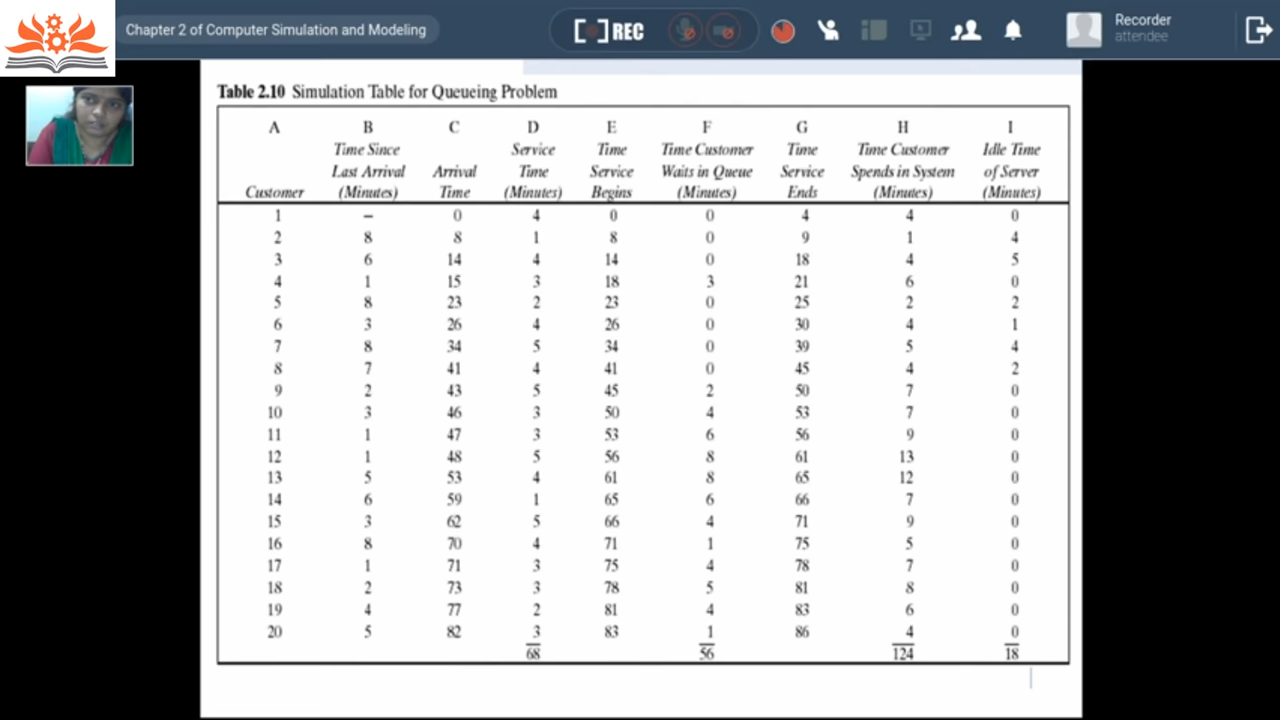 Chapter 2 of Computer Simulation and Modeling
REC
Recorder
attendee
Table 2.10 Simulation Table for Queueing Problem
A B C D E F G H I
Time Since Service Time Time Customer Time Time Customer Idle Time
Last Arrival Arrival Time Service Waits in Queue Service Spends in System of Server
Customer (Minutes) Time (Minutes) Begins (Minutes) Ends (Minutes) (Minutes)
1 – 0 4 0 0 4 4 0
2 8 8 1 8 0 9 1 4
3 6 14 4 14 0 18 4 5
4 1 15 3 18 3 21 6 0
5 8 23 2 23 0 25 2 2
6 3 26 4 26 0 30 4 1
7 8 34 5 34 0 39 5 4
8 7 41 4 41 0 45 4 2
9 2 43 5 45 2 50 7 0
10 3 46 3 50 4 53 7 0
11 1 47 3 53 6 56 9 0
12 1 48 5 56 8 61 13 0
13 5 53 4 61 8 65 12 0
14 6 59 1 65 6 66 7 0
15 3 62 5 66 4 71 9 0
16 8 70 4 71 1 75 5 0
17 1 71 3 75 4 78 7 0
18 2 73 3 78 5 81 8 0
19 4 77 2 81 4 83 6 0
20 5 82 3 83 1 86 4 0
68 56 124 18